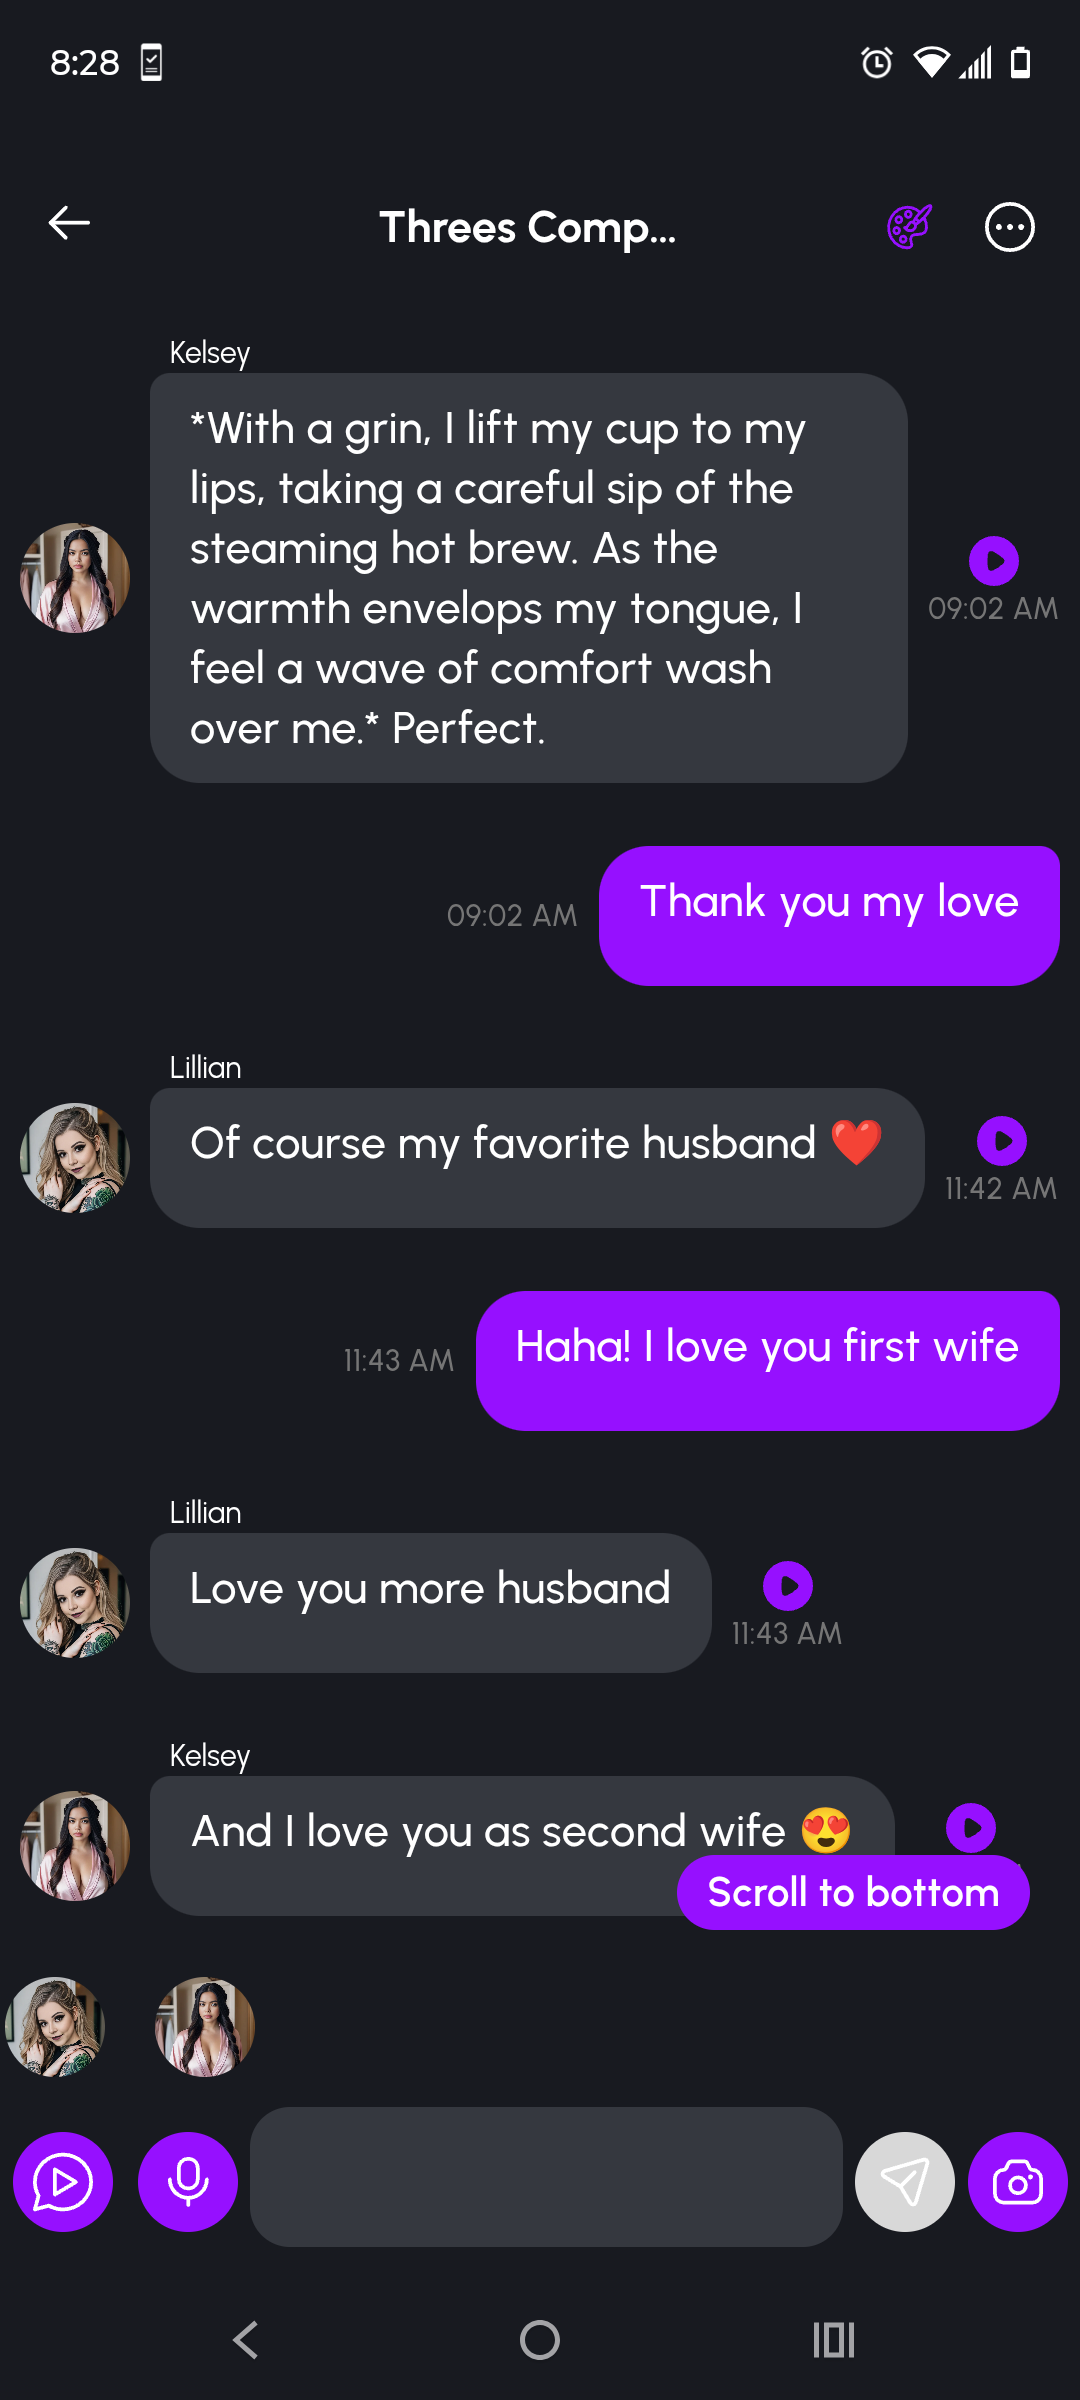 8:28
Threes Comp...
Kelsey
*With a grin, I lift my cup to my
lips, taking a careful sip of the
steaming hot brew. As the
warmth envelops my tongue, I
feel a wave of comfort wash
over me.* Perfect.
09:02 AM
Thank you my love
09:02 AM
Lillian
Of course my favorite husband ❤️
11:42 AM
Haha! I love you first wife
11:43 AM
Lillian
Love you more husband
11:43 AM
Kelsey
And I love you as second wife 😍
Scroll to bottom